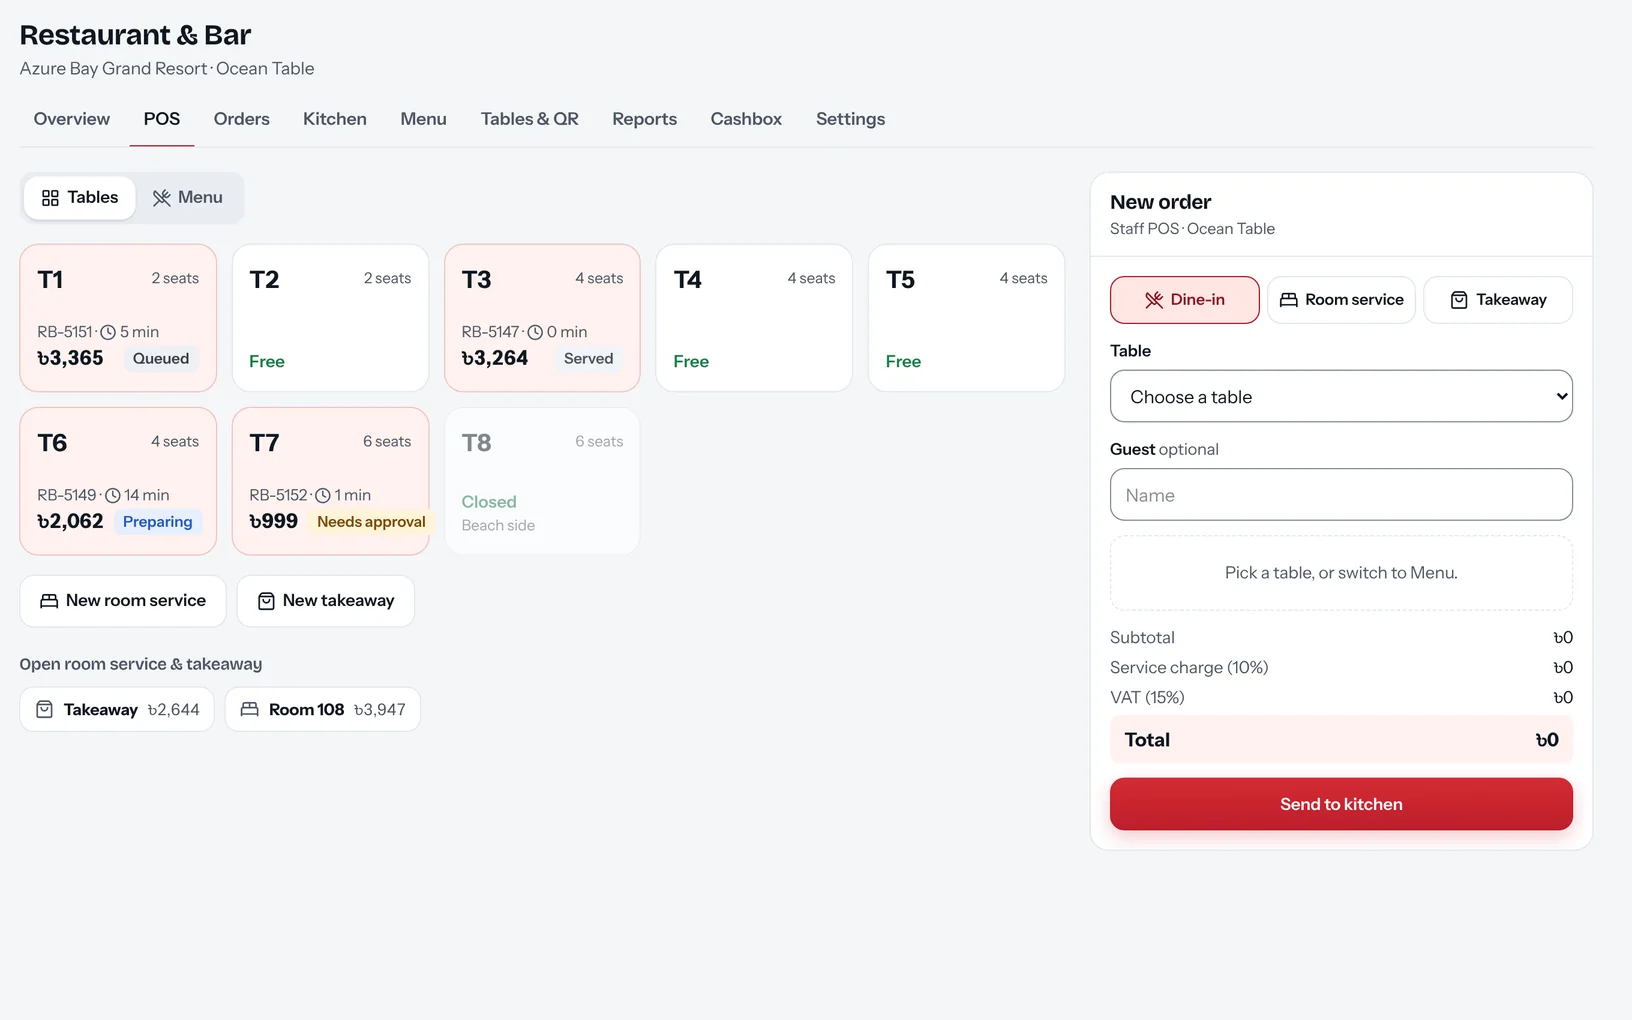 Restaurant & Bar
Azure Bay Grand Resort · Ocean Table
Overview POS Orders Kitchen Menu Tables & QR Reports Cashbox Settings
Tables Menu
T1 2 seats
RB-5151 · 5 min
৳3,365 Queued
T2 2 seats
Free
T3 4 seats
RB-5147 · 0 min
৳3,264 Served
T4 4 seats
Free
T5 4 seats
Free
T6 4 seats
RB-5149 · 14 min
৳2,062 Preparing
T7 6 seats
RB-5152 · 1 min
৳999 Needs approval
T8 6 seats
Closed
Beach side
New room service New takeaway
Open room service & takeaway
Takeaway ৳2,644 Room 108 ৳3,947
New order
Staff POS · Ocean Table
Dine-in Room service Takeaway
Table
Choose a table
Guest optional
Name
Pick a table, or switch to Menu.
Subtotal ৳0
Service charge (10%) ৳0
VAT (15%) ৳0
Total ৳0
Send to kitchen